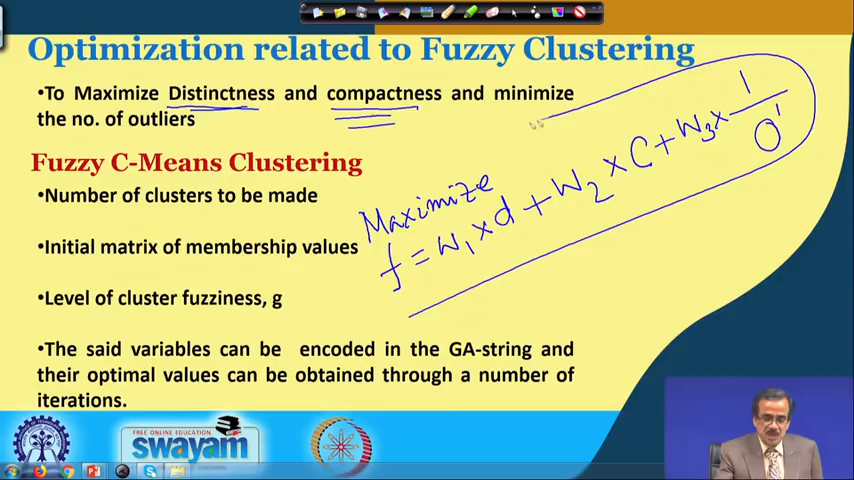 Optimization related to Fuzzy Clustering
•To Maximize Distinctness and compactness and minimize
the no. of outliers
Fuzzy C-Means Clustering
•Number of clusters to be made
•Initial matrix of membership values
•Level of cluster fuzziness, g
•The said variables can be encoded in the GA-string and
their optimal values can be obtained through a number of
iterations.
Maximize
f = w₁ × d + w₂ × C + w₃ × 1/O'
FREE ONLINE EDUCATION
swayam